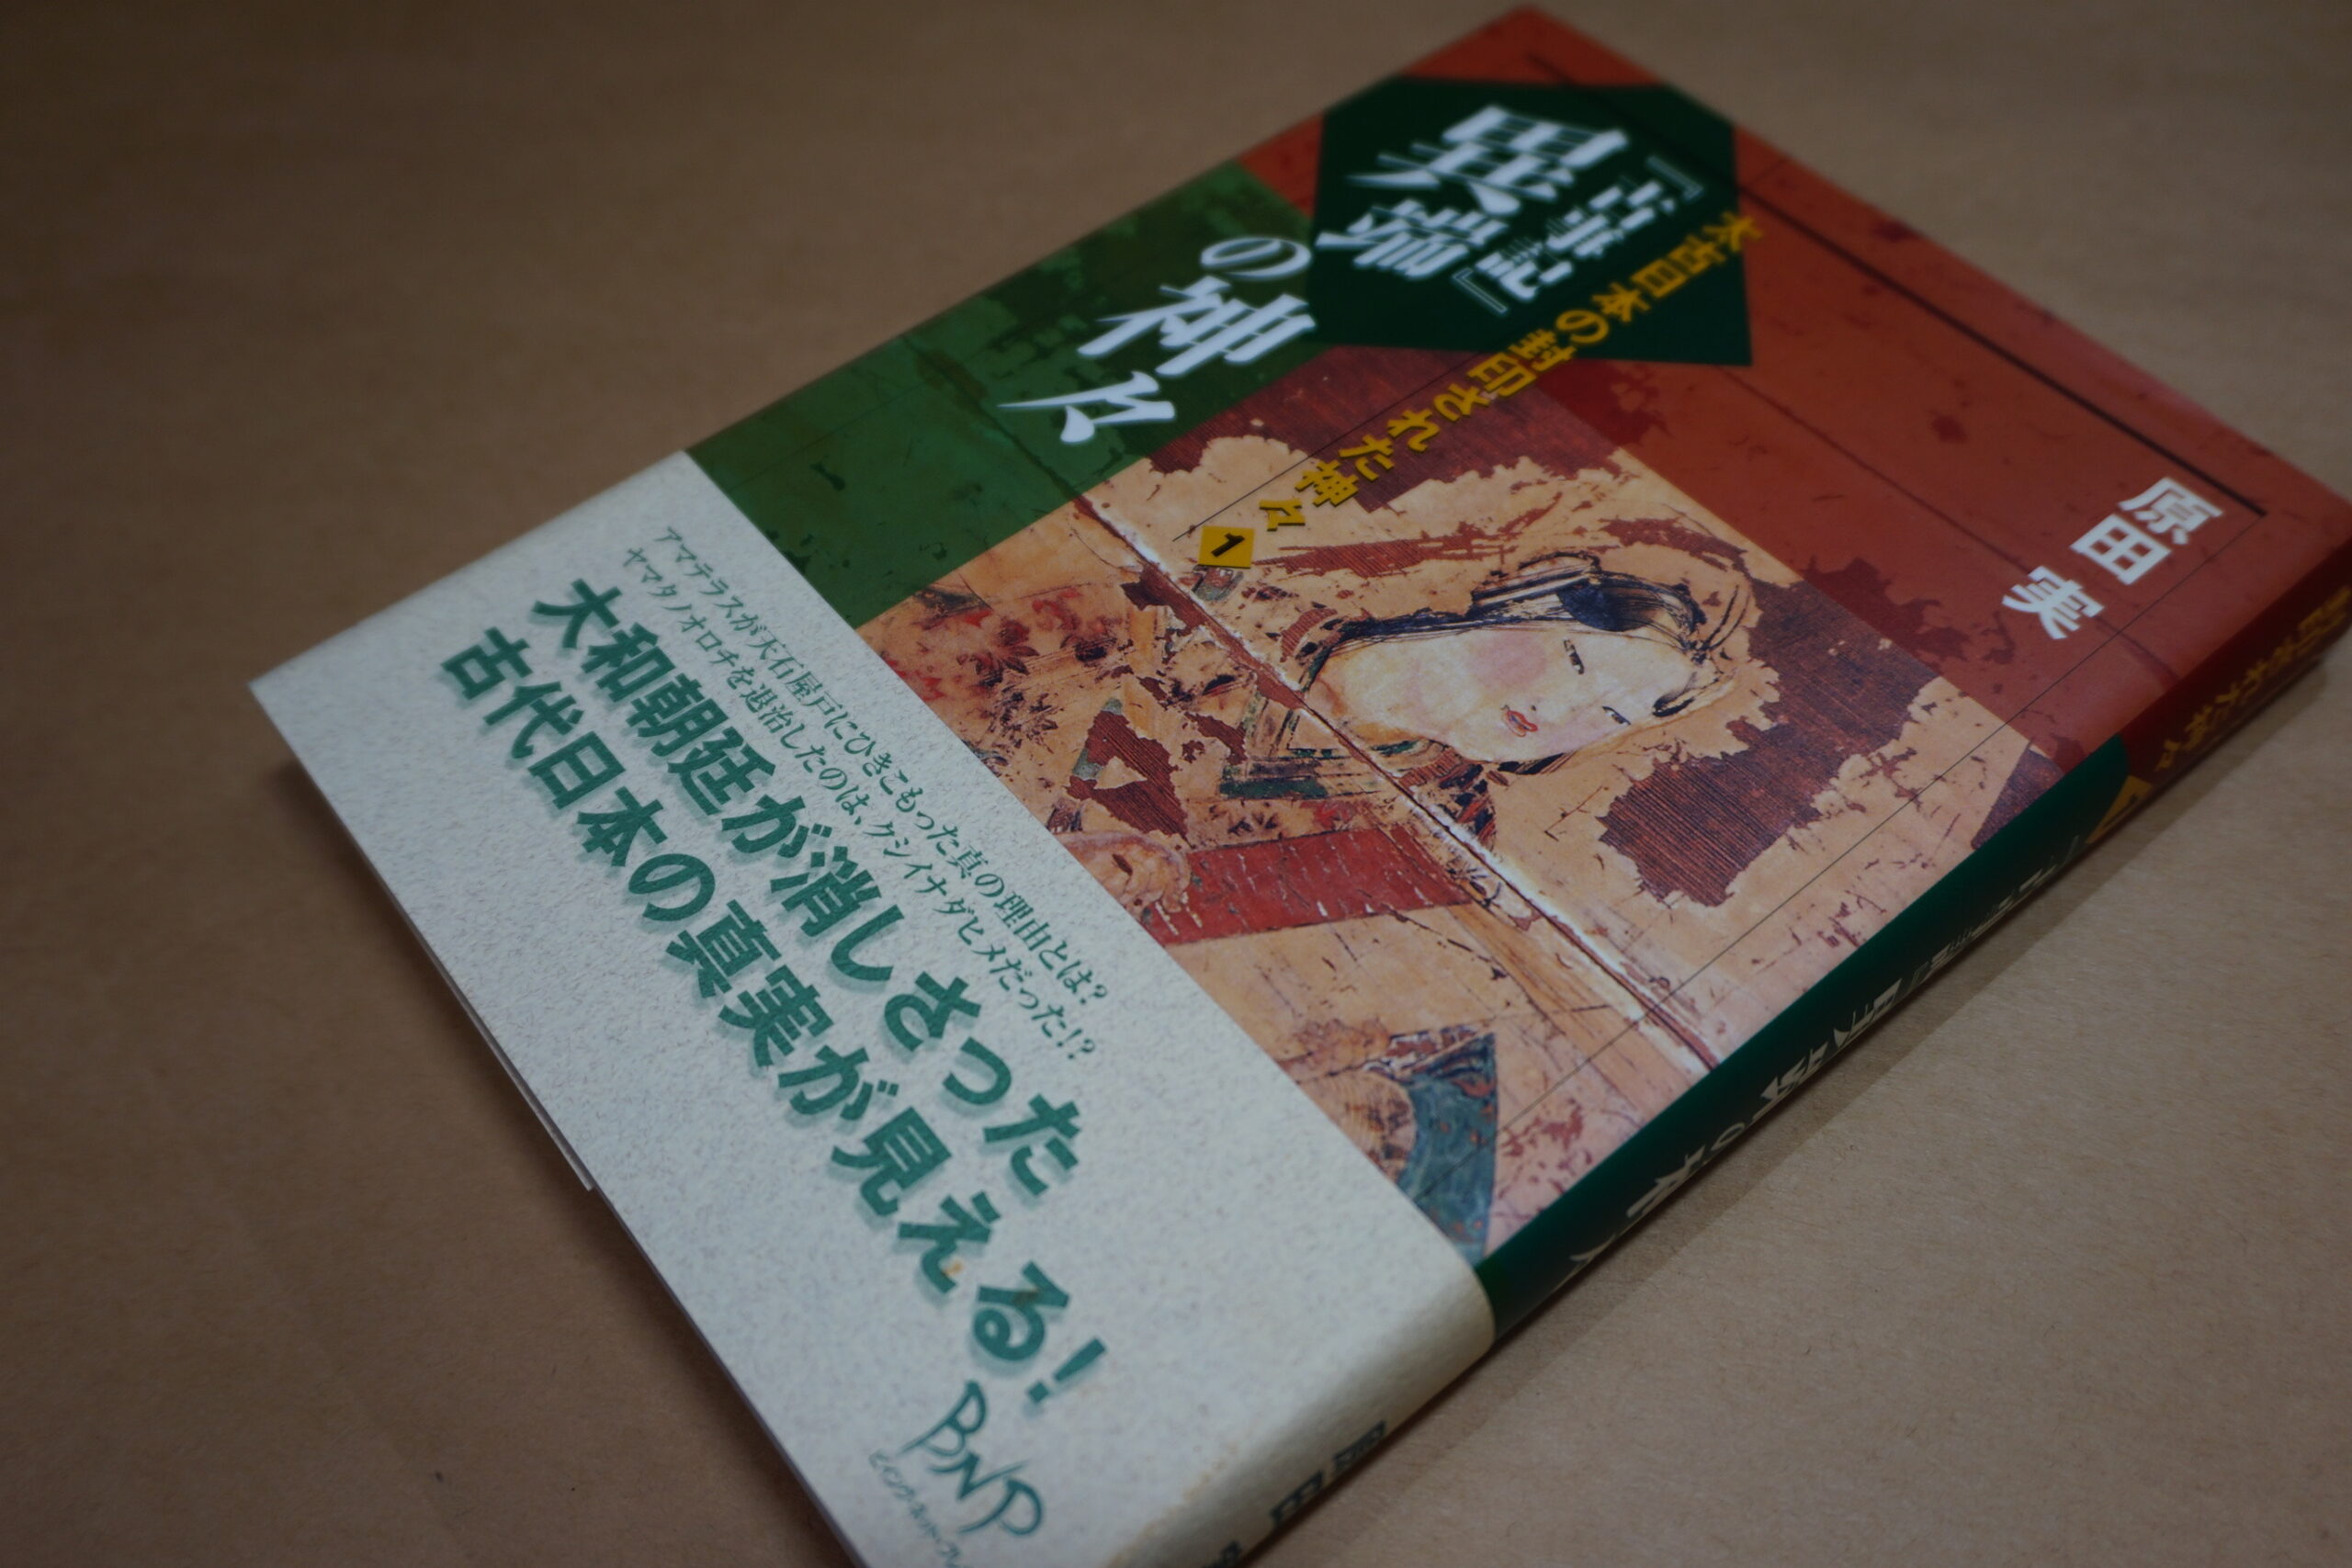 『古事記』
異端
の神々
太古日本の封印された神々 1
原田 実
アマテラスが天石屋戸にひきこもった真の理由とは?
ヤマタノオロチを退治したのは、クシイナダヒメだった!?
大和朝廷が消しさった
古代日本の真実が見える!
BNP